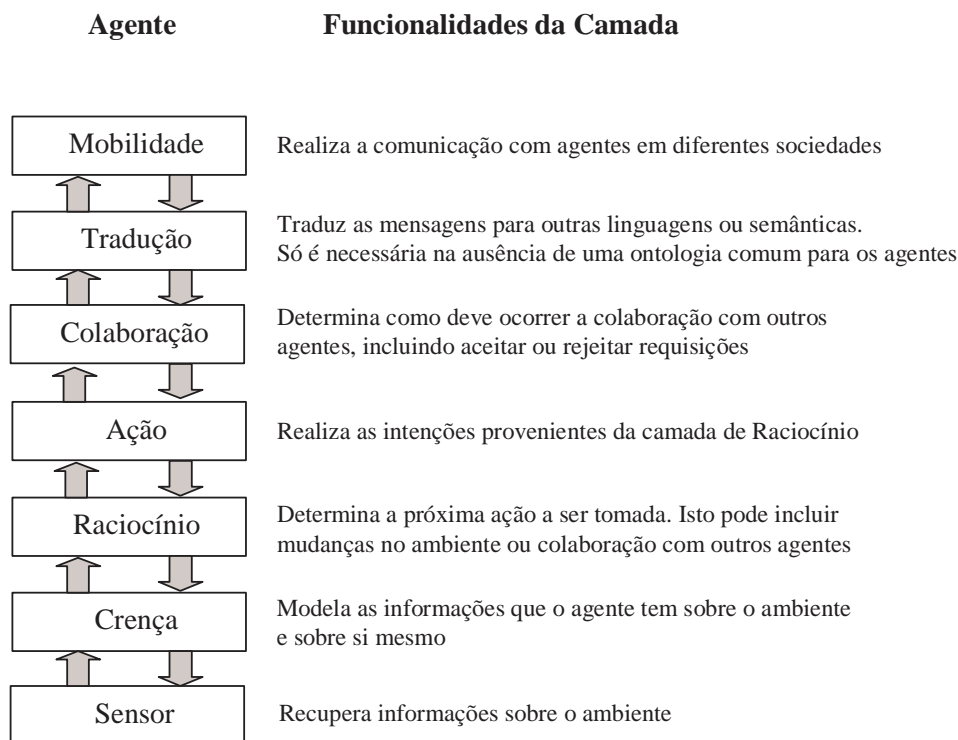 Agente Funcionalidades da Camada
Mobilidade Realiza a comunicação com agentes em diferentes sociedades
Tradução Traduz as mensagens para outras linguagens ou semânticas.
Só é necessária na ausência de uma ontologia comum para os agentes
Colaboração Determina como deve ocorrer a colaboração com outros
agentes, incluindo aceitar ou rejeitar requisições
Ação Realiza as intenções provenientes da camada de Raciocínio
Raciocínio Determina a próxima ação a ser tomada. Isto pode incluir
mudanças no ambiente ou colaboração com outros agentes
Crença Modela as informações que o agente tem sobre o ambiente
e sobre si mesmo
Sensor Recupera informações sobre o ambiente